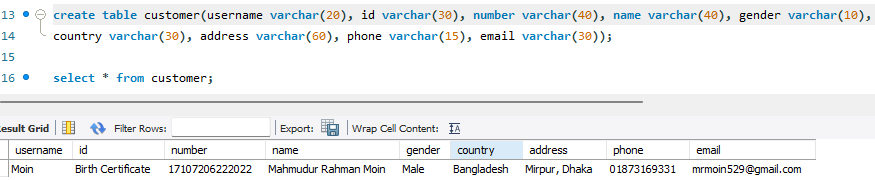 13 create table customer(username varchar(20), id varchar(30), number varchar(40), name varchar(40), gender varchar(10),
14 country varchar(30), address varchar(60), phone varchar(15), email varchar(30));
15
16 select * from customer;
esult Grid Filter Rows: Export: Wrap Cell Content: IA
username id number name gender country address phone email
Moin Birth Certificate 17107206222022 Mahmudur Rahman Moin Male Bangladesh Mirpur, Dhaka 01873169331 mrmoin529@gmail.com